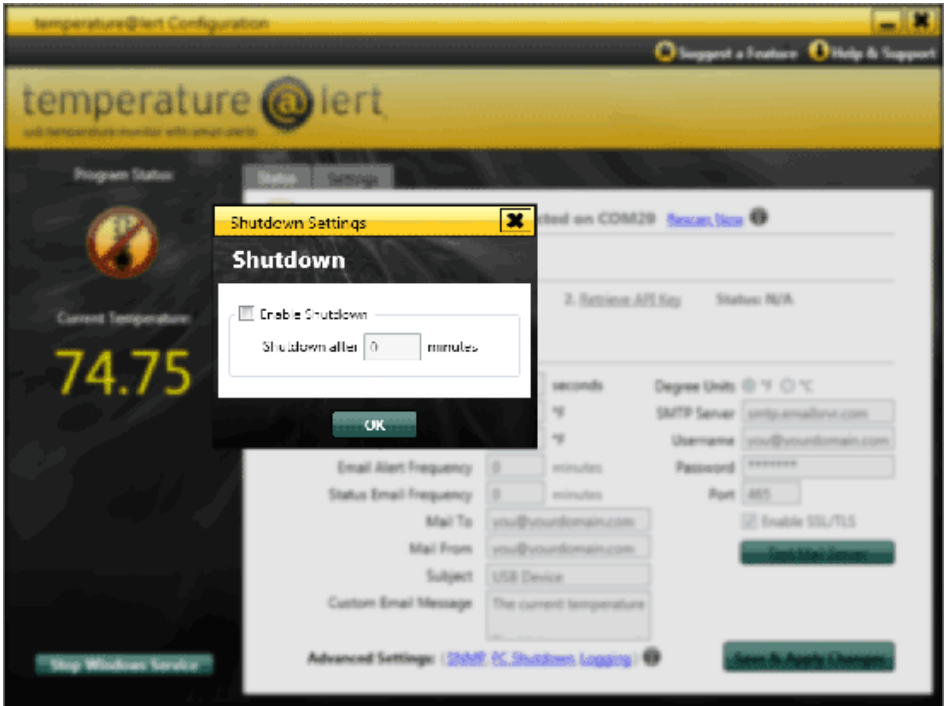 temperature@lert Configuration
Suggest a Feature Help & Support
temperature @ lert
usb temperature monitor with email alerts
Program Status:
Status Settings
Shutdown Settings
cted on COM29 Rescan Now
Shutdown
2. Retrieve API Key Status: N/A
Enable Shutdown
Current Temperature:
Shutdown after 0 minutes
74.75
seconds Degree Units °F °C
OK
°F SMTP Server smtp.emailsrvr.com
°F Username you@yourdomain.com
Email Alert Frequency 0 minutes Password *******
Status Email Frequency 0 minutes Port 465
Mail To you@yourdomain.com Enable SSL/TLS
Mail From you@yourdomain.com
Test Mail Server
Subject USB Device
Custom Email Message The current temperature
Stop Windows Service
Advanced Settings: ( SNMP, PC Shutdown, Logging )
Save & Apply Changes